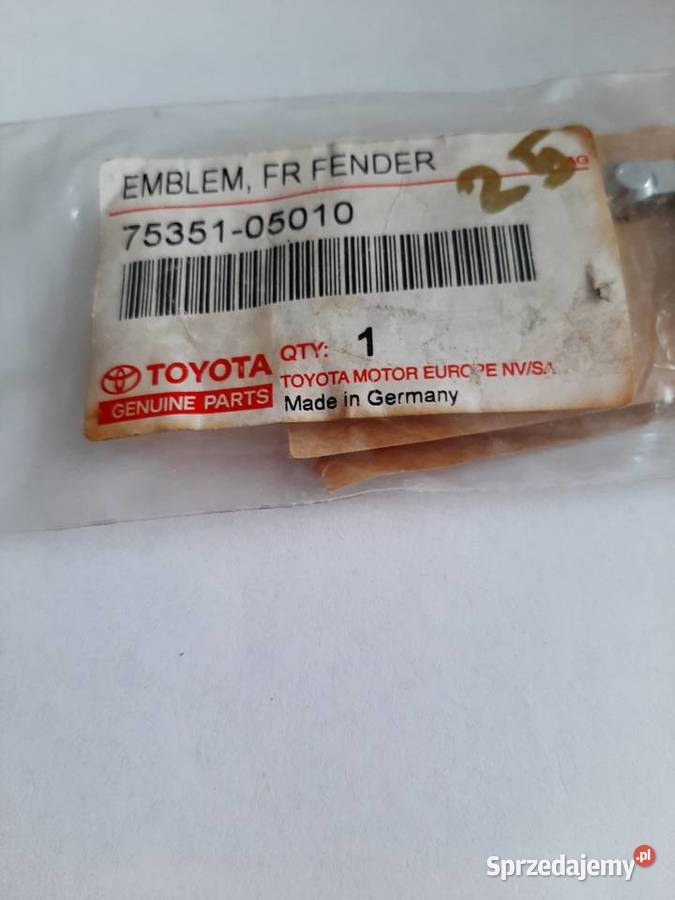 EMBLEM, FR FENDER
25
75351-05010
TOYOTA
GENUINE PARTS
QTY: 1
TOYOTA MOTOR EUROPE NV/SA
Made in Germany
Sprzedajemy.pl